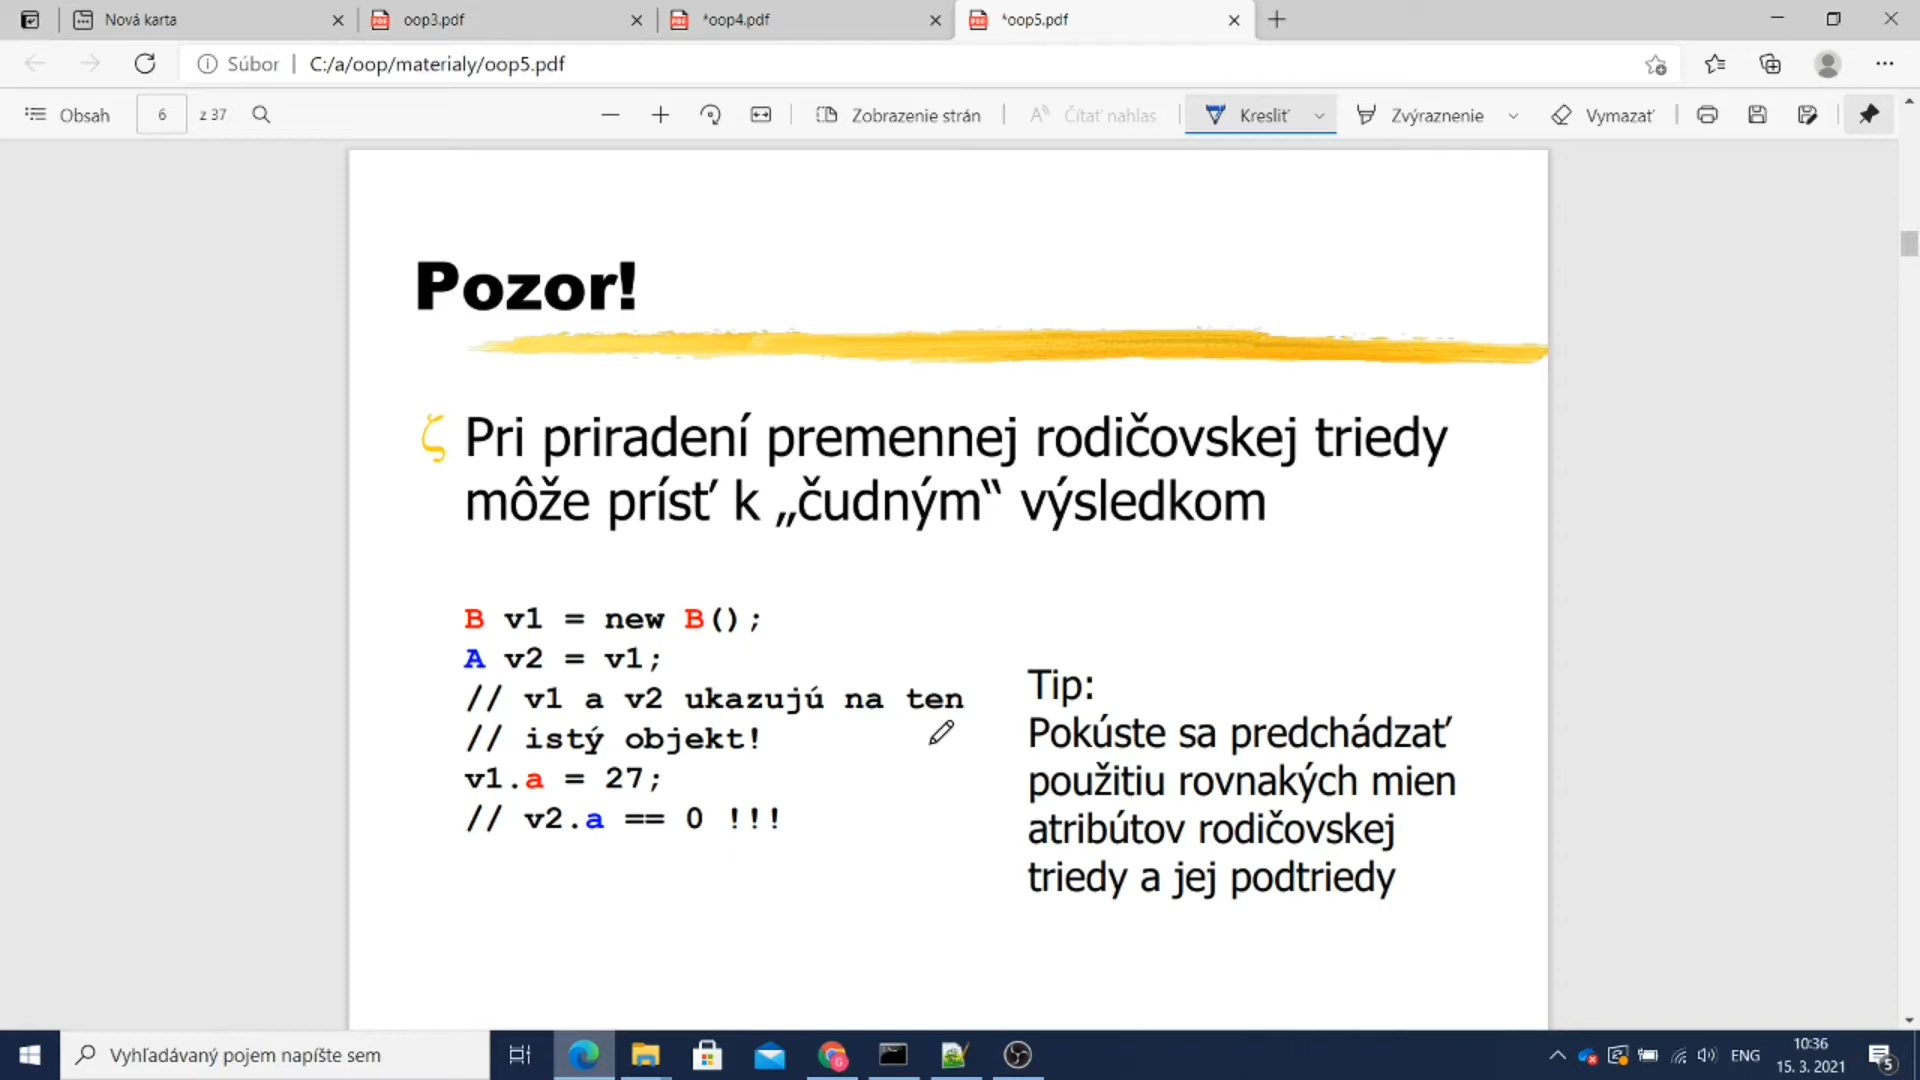 Nová karta
oop3.pdf
*oop4.pdf
*oop5.pdf
Súbor
C:/a/oop/materialy/oop5.pdf
Obsah
6
z 37
Zobrazenie strán
Čítať nahlas
Kresliť
Zvýraznenie
Vymazať
Pozor!
Pri priradení premennej rodičovskej triedy
môže prísť k „čudným“ výsledkom
B v1 = new B();
A v2 = v1;
// v1 a v2 ukazujú na ten
// istý objekt!
v1.a = 27;
// v2.a == 0 !!!
Tip:
Pokúste sa predchádzať
použitiu rovnakých mien
atribútov rodičovskej
triedy a jej podtriedy
Vyhľadávaný pojem napíšte sem
ENG
10:36
15. 3. 2021
5